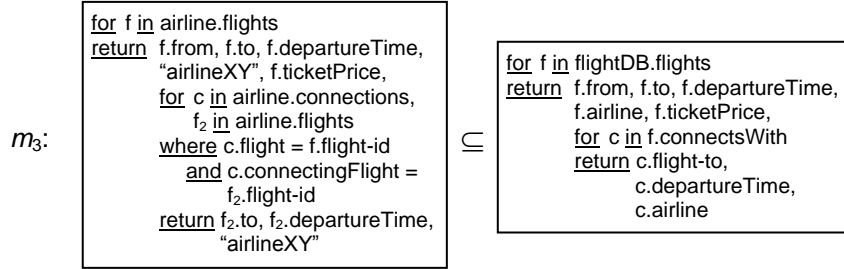 m3:
for f in airline.flights
return f.from, f.to, f.departureTime,
“airlineXY”, f.ticketPrice,
for c in airline.connections,
f2 in airline.flights
where c.flight = f.flight-id
and c.connectingFlight =
f2.flight-id
return f2.to, f2.departureTime,
“airlineXY”
⊆
for f in flightDB.flights
return f.from, f.to, f.departureTime,
f.airline, f.ticketPrice,
for c in f.connectsWith
return c.flight-to,
c.departureTime,
c.airline